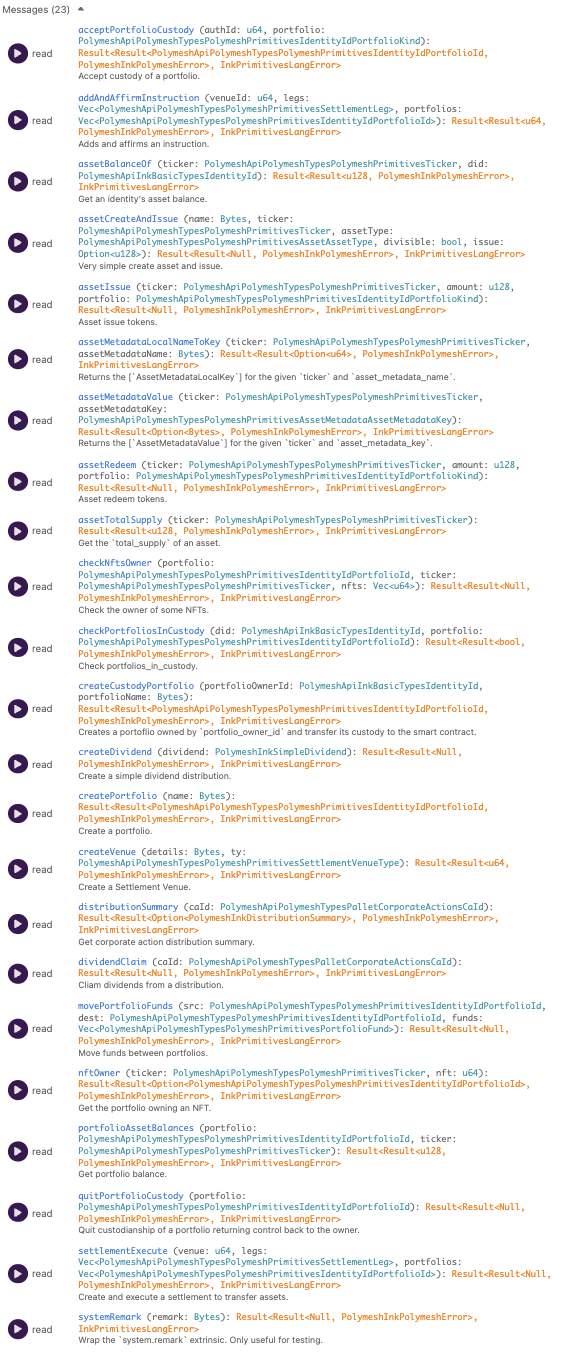 Messages (23)
acceptPortfolioCustody (authId: u64, portfolio:
PolymeshApiPolymeshTypesPolymeshPrimitivesIdentityIdPortfolioKind):
read
Result<Result<PolymeshApiPolymeshTypesPolymeshPrimitivesIdentityIdPortfolioId,
PolymeshInkPolymeshError>, InkPrimitivesLangError>
Accept custody of a portfolio.
addAndAffirmInstruction (venueId: u64, legs:
Vec<PolymeshApiPolymeshTypesPolymeshPrimitivesSettlementLeg>, portfolios:
read
Vec<PolymeshApiPolymeshTypesPolymeshPrimitivesIdentityIdPortfolioId>): Result<Result<u64,
PolymeshInkPolymeshError>, InkPrimitivesLangError>
Adds and affirms an instruction.
assetBalanceOf (ticker: PolymeshApiPolymeshTypesPolymeshPrimitivesTicker, did:
read
PolymeshApiInkBasicTypesIdentityId): Result<Result<u128, PolymeshInkPolymeshError>,
InkPrimitivesLangError>
Get an identity's asset balance.
assetCreateAndIssue (name: Bytes, ticker:
PolymeshApiPolymeshTypesPolymeshPrimitivesTicker, assetType:
read
PolymeshApiPolymeshTypesPolymeshPrimitivesAssetAssetType, divisible: bool, issue:
Option<u128>): Result<Result<Null, PolymeshInkPolymeshError>, InkPrimitivesLangError>
Very simple create asset and issue.
assetIssue (ticker: PolymeshApiPolymeshTypesPolymeshPrimitivesTicker, amount: u128,
read
portfolio: PolymeshApiPolymeshTypesPolymeshPrimitivesIdentityIdPortfolioKind):
Result<Result<Null, PolymeshInkPolymeshError>, InkPrimitivesLangError>
Asset issue tokens.
assetMetadataLocalNameToKey (ticker: PolymeshApiPolymeshTypesPolymeshPrimitivesTicker,
read
assetMetadataName: Bytes): Result<Result<Option<u64>, PolymeshInkPolymeshError>,
InkPrimitivesLangError>
Returns the [`AssetMetadataLocalKey`] for the given `ticker` and `asset_metadata_name`.
assetMetadataValue (ticker: PolymeshApiPolymeshTypesPolymeshPrimitivesTicker,
assetMetadataKey:
read
PolymeshApiPolymeshTypesPolymeshPrimitivesAssetMetadataAssetMetadataKey):
Result<Result<Option<Bytes>, PolymeshInkPolymeshError>, InkPrimitivesLangError>
Returns the [`AssetMetadataValue`] for the given `ticker` and `asset_metadata_key`.
assetRedeem (ticker: PolymeshApiPolymeshTypesPolymeshPrimitivesTicker, amount: u128,
read
portfolio: PolymeshApiPolymeshTypesPolymeshPrimitivesIdentityIdPortfolioKind):
Result<Result<Null, PolymeshInkPolymeshError>, InkPrimitivesLangError>
Asset redeem tokens.
assetTotalSupply (ticker: PolymeshApiPolymeshTypesPolymeshPrimitivesTicker):
read
Result<Result<u128, PolymeshInkPolymeshError>, InkPrimitivesLangError>
Get the `total_supply` of an asset.
checkNftsOwner (portfolio:
PolymeshApiPolymeshTypesPolymeshPrimitivesIdentityIdPortfolioId, ticker:
read
PolymeshApiPolymeshTypesPolymeshPrimitivesTicker, nfts: Vec<u64>): Result<Result<Null,
PolymeshInkPolymeshError>, InkPrimitivesLangError>
Check the owner of some NFTs.
checkPortfoliosInCustody (did: PolymeshApiInkBasicTypesIdentityId, portfolio:
read
PolymeshApiPolymeshTypesPolymeshPrimitivesIdentityIdPortfolioId): Result<Result<bool,
PolymeshInkPolymeshError>, InkPrimitivesLangError>
Check portfolios_in_custody.
createCustodyPortfolio (portfolioOwnerId: PolymeshApiInkBasicTypesIdentityId,
portfolioName: Bytes):
read
Result<Result<PolymeshApiPolymeshTypesPolymeshPrimitivesIdentityIdPortfolioId,
PolymeshInkPolymeshError>, InkPrimitivesLangError>
Creates a portoflio owned by `portfolio_owner_id` and transfer its custody to the smart contract.
createDividend (dividend: PolymeshInkSimpleDividend): Result<Result<Null,
read
PolymeshInkPolymeshError>, InkPrimitivesLangError>
Create a simple dividend distribution.
createPortfolio (name: Bytes):
read
Result<Result<PolymeshApiPolymeshTypesPolymeshPrimitivesIdentityIdPortfolioId,
PolymeshInkPolymeshError>, InkPrimitivesLangError>
Create a portfolio.
createVenue (details: Bytes, ty:
read
PolymeshApiPolymeshTypesPolymeshPrimitivesSettlementVenueType): Result<Result<u64,
PolymeshInkPolymeshError>, InkPrimitivesLangError>
Create a Settlement Venue.
distributionSummary (caId: PolymeshApiPolymeshTypesPalletCorporateActionsCaId):
read
Result<Result<Option<PolymeshInkDistributionSummary>, PolymeshInkPolymeshError>,
InkPrimitivesLangError>
Get corporate action distribution summary.
dividendClaim (caId: PolymeshApiPolymeshTypesPalletCorporateActionsCaId):
read
Result<Result<Null, PolymeshInkPolymeshError>, InkPrimitivesLangError>
Cliam dividends from a distribution.
movePortfolioFunds (src: PolymeshApiPolymeshTypesPolymeshPrimitivesIdentityIdPortfolioId,
dest: PolymeshApiPolymeshTypesPolymeshPrimitivesIdentityIdPortfolioId, funds:
read
Vec<PolymeshApiPolymeshTypesPolymeshPrimitivesPortfolioFund>): Result<Result<Null,
PolymeshInkPolymeshError>, InkPrimitivesLangError>
Move funds between portfolios.
nftOwner (ticker: PolymeshApiPolymeshTypesPolymeshPrimitivesTicker, nft: u64):
read
Result<Result<Option<PolymeshApiPolymeshTypesPolymeshPrimitivesIdentityIdPortfolioId>,
PolymeshInkPolymeshError>, InkPrimitivesLangError>
Get the portfolio owning an NFT.
portfolioAssetBalances (portfolio:
PolymeshApiPolymeshTypesPolymeshPrimitivesIdentityIdPortfolioId, ticker:
read
PolymeshApiPolymeshTypesPolymeshPrimitivesTicker): Result<Result<u128,
PolymeshInkPolymeshError>, InkPrimitivesLangError>
Get portfolio balance.
quitPortfolioCustody (portfolio:
read
PolymeshApiPolymeshTypesPolymeshPrimitivesIdentityIdPortfolioId): Result<Result<Null,
PolymeshInkPolymeshError>, InkPrimitivesLangError>
Quit custodianship of a portfolio returning control back to the owner.
settlementExecute (venue: u64, legs:
Vec<PolymeshApiPolymeshTypesPolymeshPrimitivesSettlementLeg>, portfolios:
read
Vec<PolymeshApiPolymeshTypesPolymeshPrimitivesIdentityIdPortfolioId>): Result<Result<Null,
PolymeshInkPolymeshError>, InkPrimitivesLangError>
Create and execute a settlement to transfer assets.
systemRemark (remark: Bytes): Result<Result<Null, PolymeshInkPolymeshError>,
read
InkPrimitivesLangError>
Wrap the `system.remark` extrinsic. Only useful for testing.